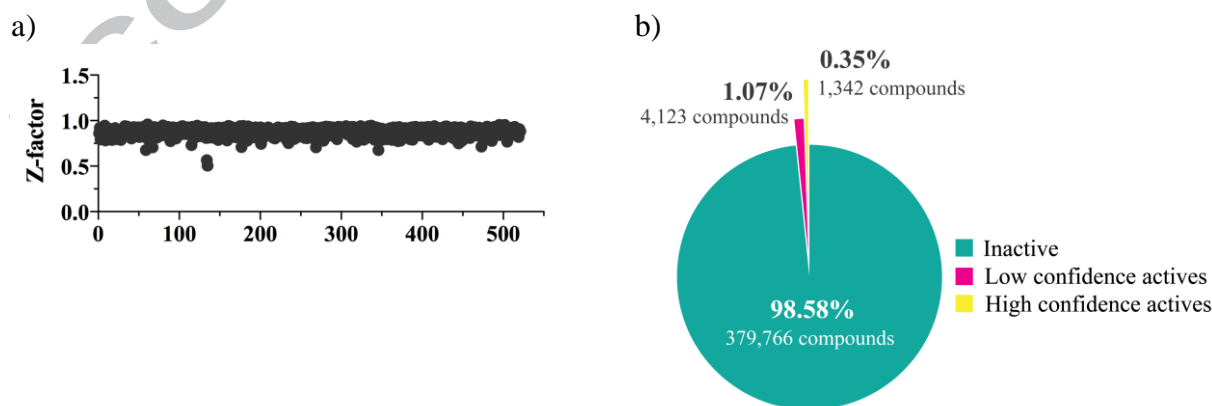 a)
Z-factor
1.5
1.0
0.5
0.0
0
100
200
300
400
500
b)
0.35%
1,342 compounds
1.07%
4,123 compounds
98.58%
379,766 compounds
Inactive
Low confidence actives
High confidence actives